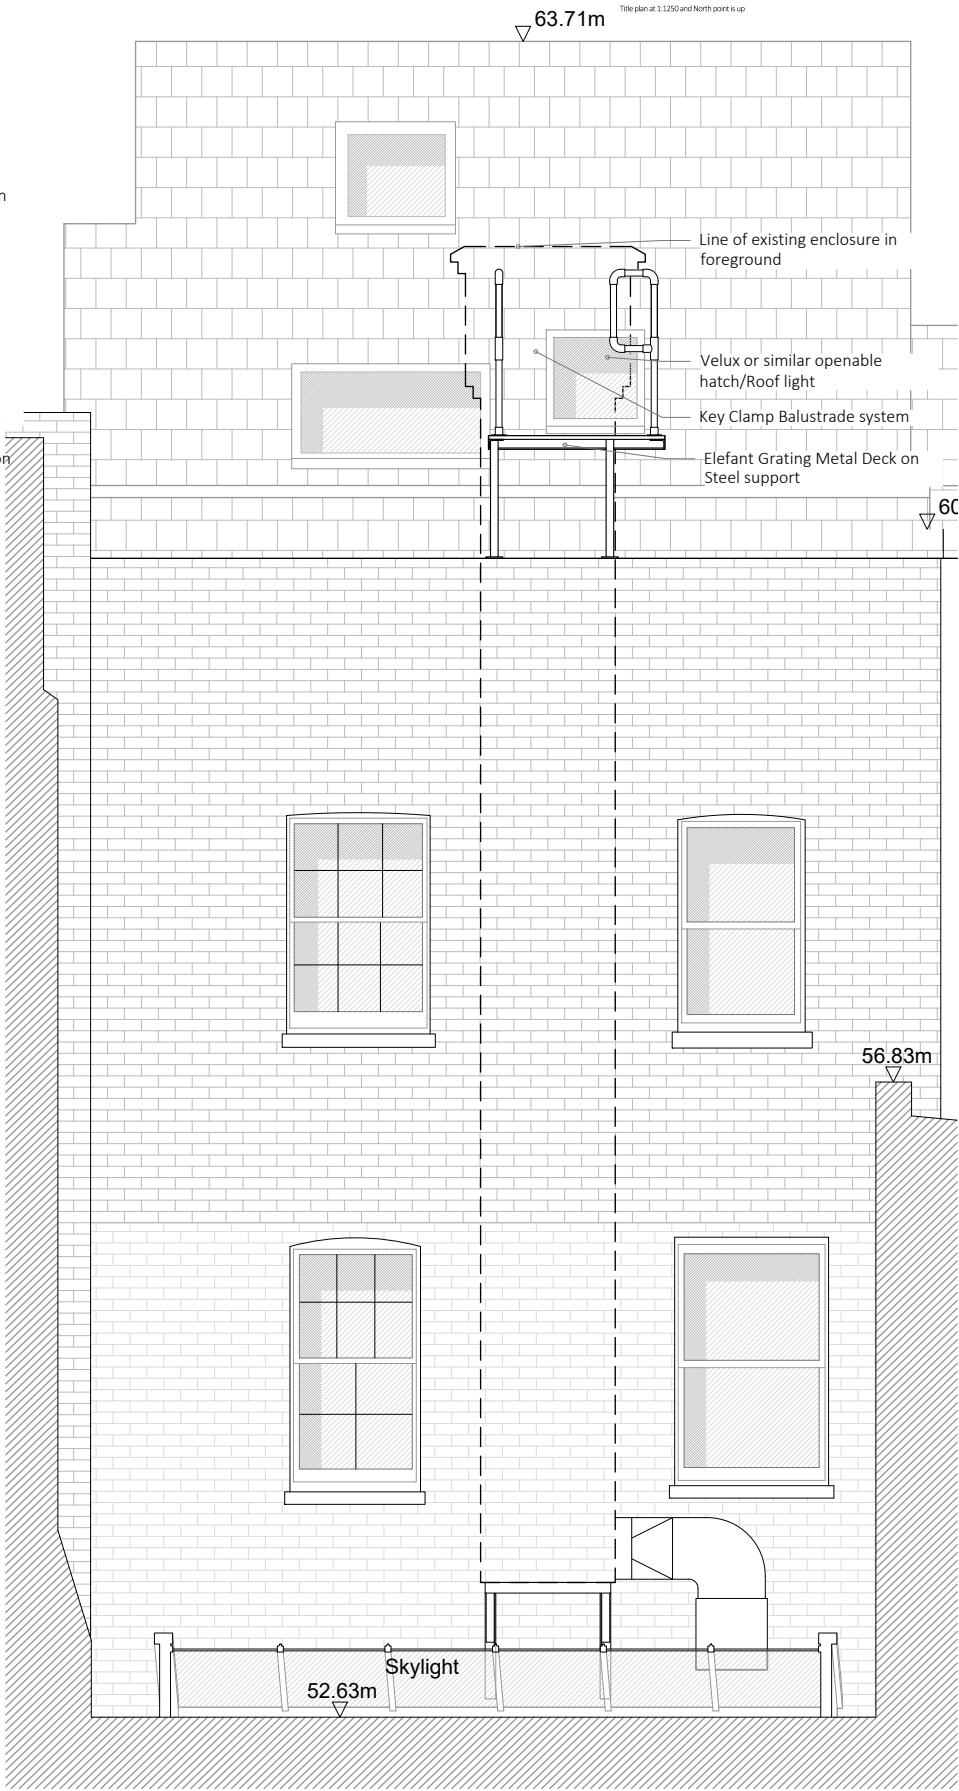 Title plan at 1:1250 and North point is up
63.71m
Line of existing enclosure in
foreground
Velux or similar openable
hatch/Roof light
Key Clamp Balustrade system
Elefant Grating Metal Deck on
Steel support
60
56.83m
Skylight
52.63m